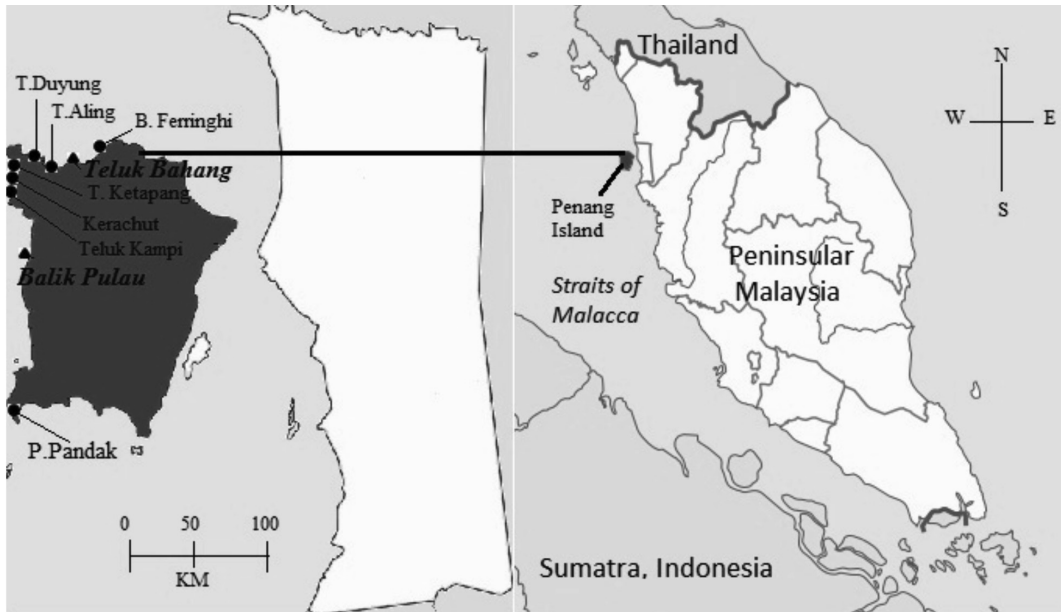 T.Duyung
T.Aling
B. Ferringhi
Teluk Bahang
T. Ketapang
Kerachut
Teluk Kampi
Balik Pulau
P.Pandak
0 50 100
KM
Thailand
N
W E
S
Penang
Island
Straits of
Malacca
Peninsular
Malaysia
Sumatra, Indonesia